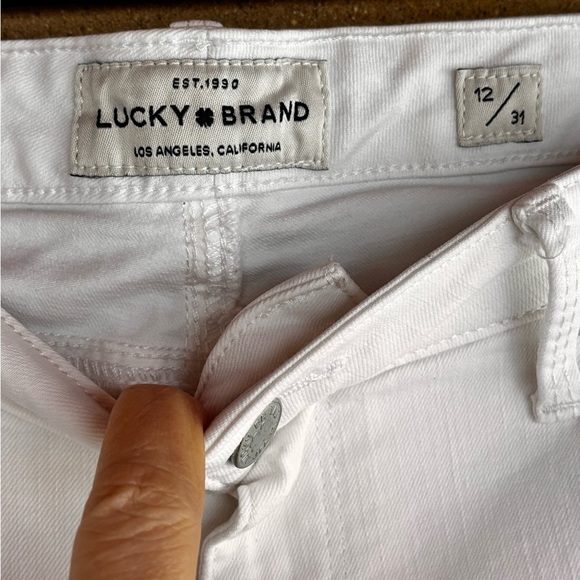 EST.1990
LUCKY BRAND
LOS ANGELES, CALIFORNIA
12/31